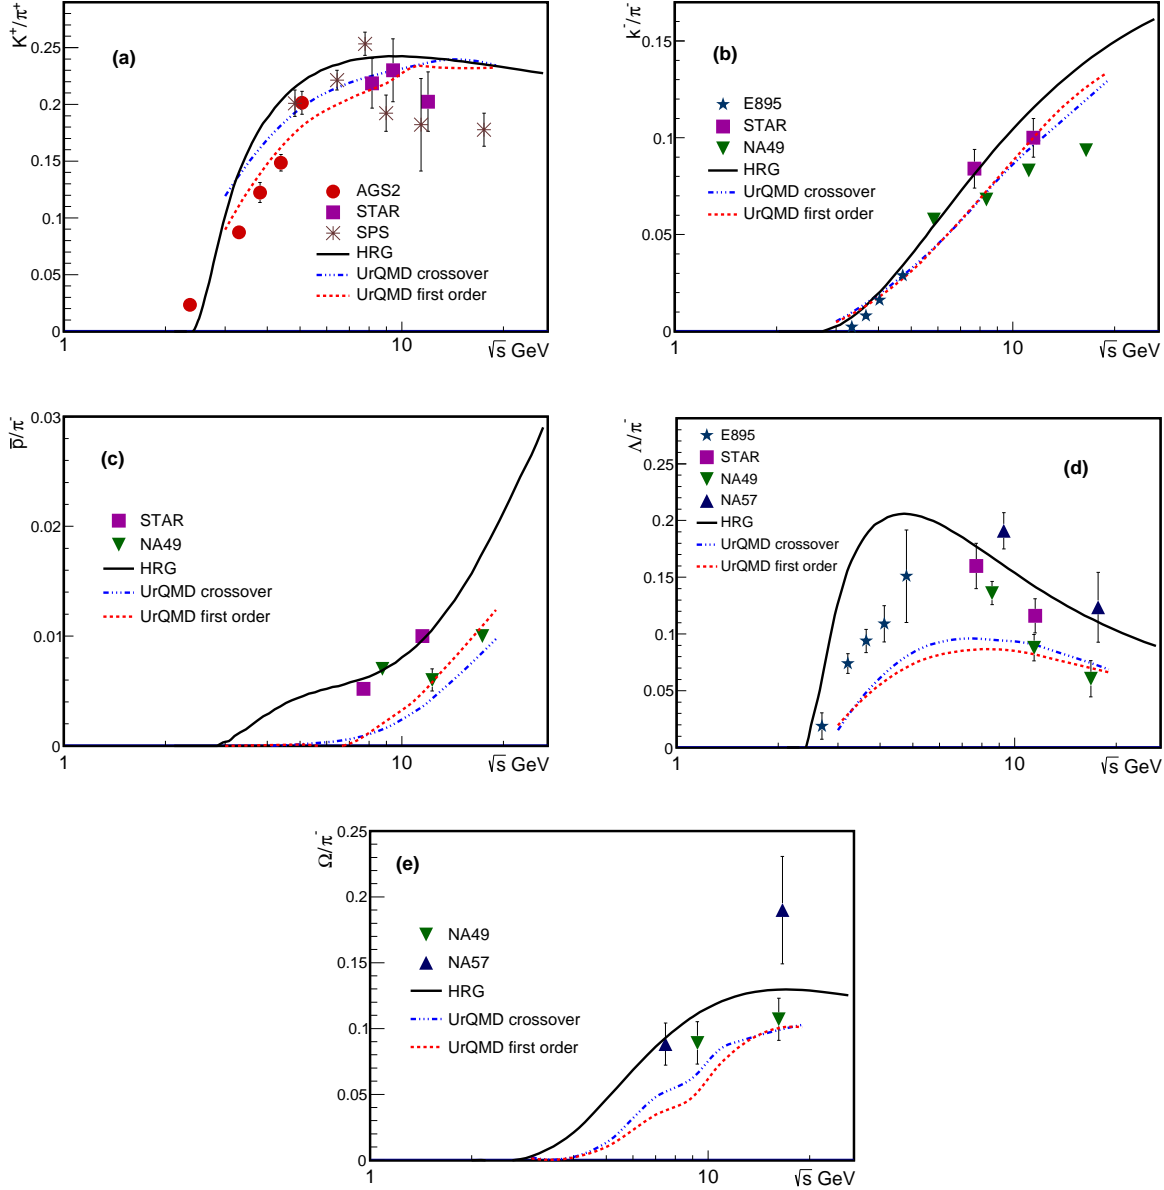 K⁺/π⁺
(a)
0.25
0.2
0.15
0.1
0.05
0
AGS2
STAR
SPS
HRG
UrQMD crossover
UrQMD first order
1
10
√s GeV
k⁻/π⁻
(b)
0.15
0.1
0.05
0
E895
STAR
NA49
HRG
UrQMD crossover
UrQMD first order
1
10
√s GeV
p̅/π⁻
(c)
0.03
0.02
0.01
0
STAR
NA49
HRG
UrQMD crossover
UrQMD first order
1
10
√s GeV
Λ/π⁻
(d)
0.25
0.2
0.15
0.1
0.05
0
E895
STAR
NA49
NA57
HRG
UrQMD crossover
UrQMD first order
1
10
√s GeV
Ω/π⁻
(e)
0.25
0.2
0.15
0.1
0.05
0
NA49
NA57
HRG
UrQMD crossover
UrQMD first order
1
10
√s GeV